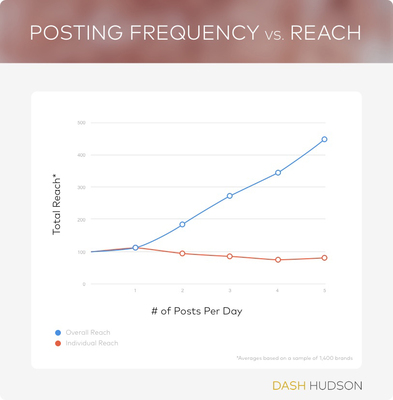 POSTING FREQUENCY VS. REACH
500
400
300
200
100
0
Total Reach*
1 2 3 4 5
# of Posts Per Day
Overall Reach
Individual Reach
*Averages based on a sample of 1,400 brands
DASH HUDSON